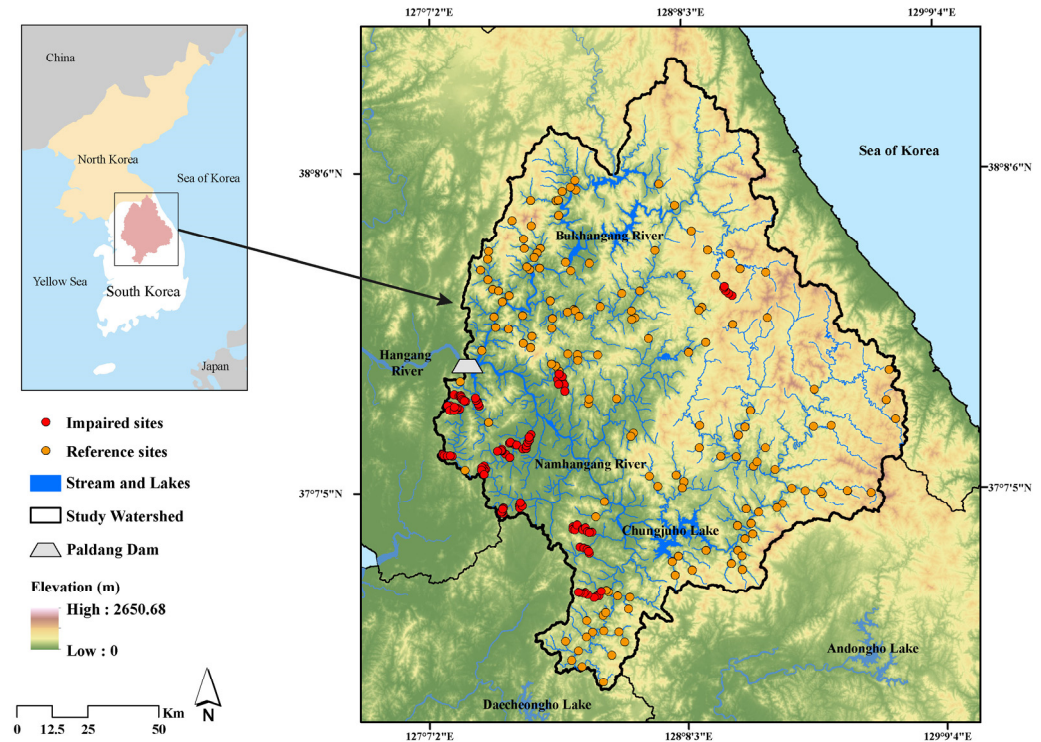 China
North Korea
Sea of Korea
Yellow Sea
South Korea
Japan
Impaired sites
Reference sites
Stream and Lakes
Study Watershed
Paldang Dam
Elevation (m)
High : 2650.68
Low : 0
0 12.5 25 50
Km
N
127°7'2"E 128°8'3"E 129°9'4"E
38°8'6"N 38°8'6"N
Sea of Korea
Bukhangang River
Hangang
River
Namhangang River
37°7'5"N 37°7'5"N
Chungjuho Lake
Andongho Lake
Daecheongho Lake
127°7'2"E 128°8'3"E 129°9'4"E